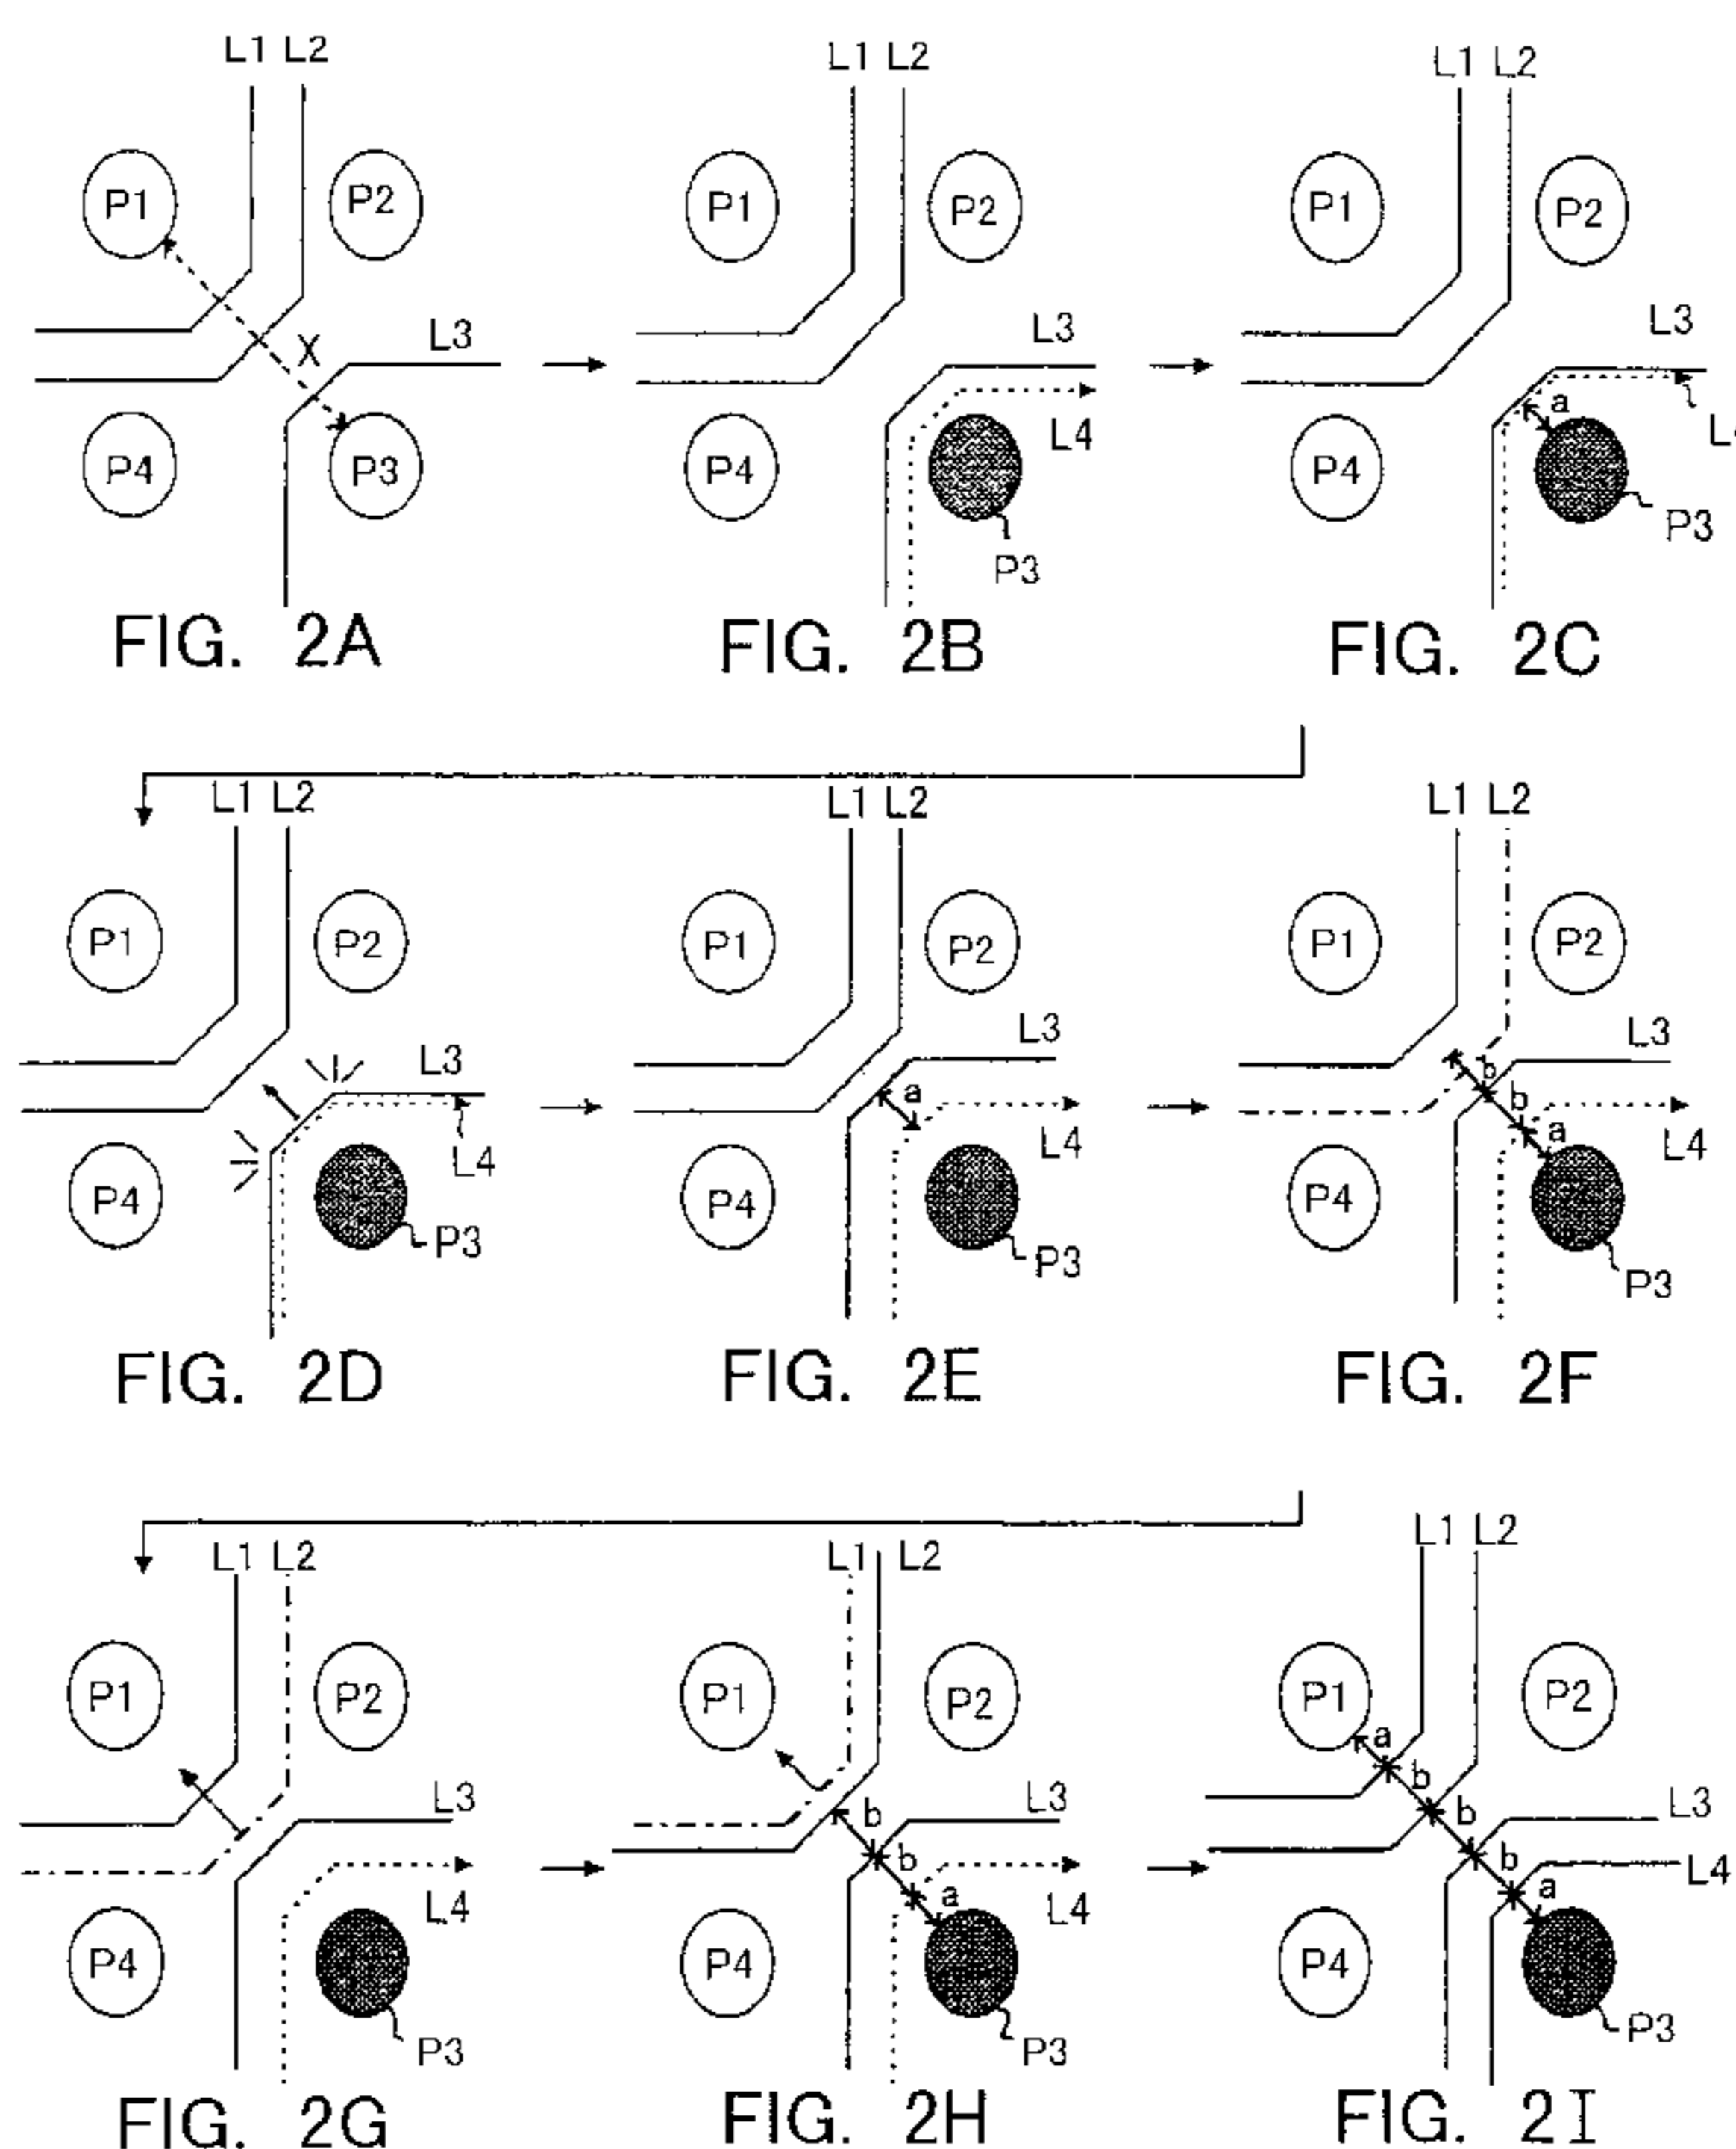 L1 L2
P1
P2
X
L3
P4
P3
FIG. 2A
L1 L2
P1
P2
L3
L4
P4
P3
FIG. 2B
L1 L2
P1
P2
L3
a
P4
P3
FIG. 2C
L1 L2
P1
P2
L3
L4
P4
P3
FIG. 2D
L1 L2
P1
P2
L3
a
L4
P4
P3
FIG. 2E
L1 L2
P1
P2
L3
b
b
a
L4
P4
P3
FIG. 2F
L1 L2
P1
P2
L3
L4
P4
P3
FIG. 2G
L1 L2
P1
P2
L3
b
b
a
L4
P4
P3
FIG. 2H
L1 L2
P1
P2
a
b
b
L3
b
L4
a
P4
P3
FIG. 2I